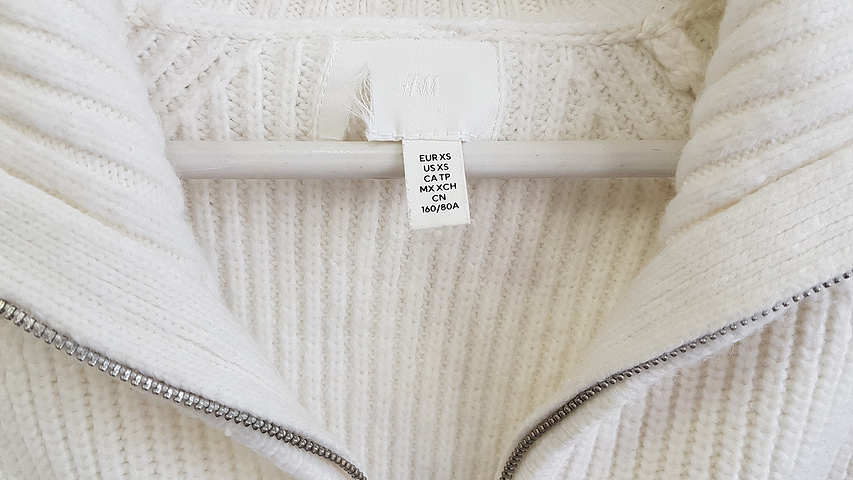 H&M
EUR XS
US XS
CA TP
MX XCH
CN
160/80A